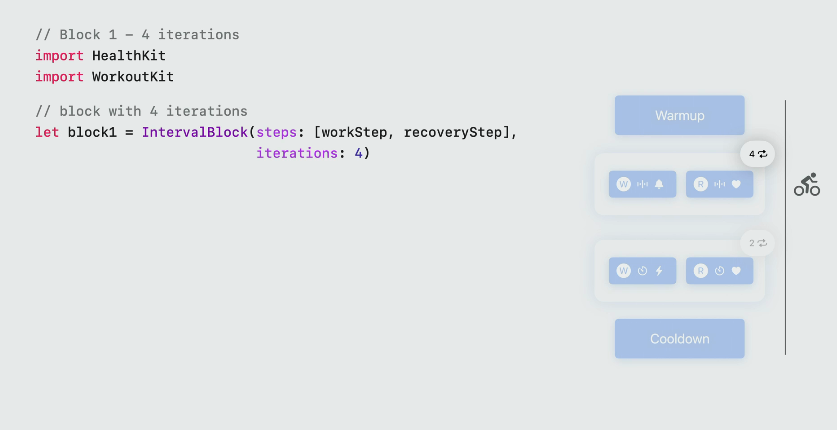 // Block 1 – 4 iterations
import HealthKit
import WorkoutKit
// block with 4 iterations
let block1 = IntervalBlock(steps: [workStep, recoveryStep],
iterations: 4)
Warmup
4
W R
2
W R
Cooldown